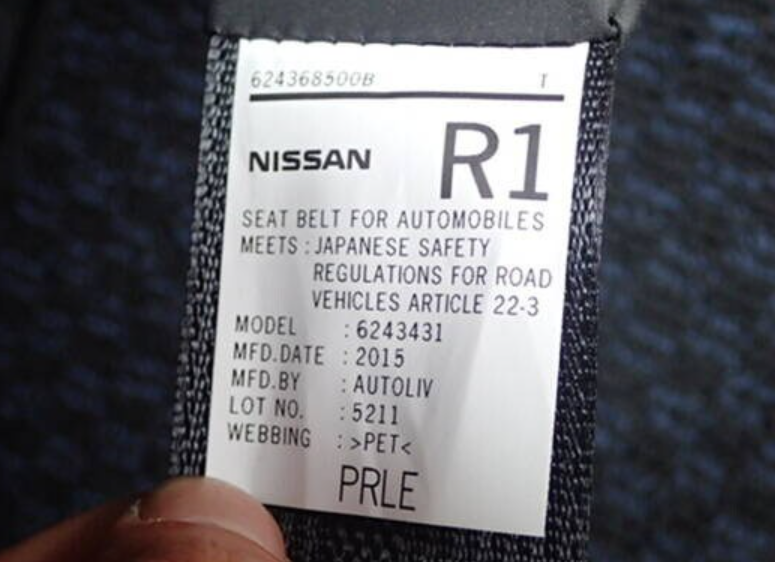 624368500B T
NISSAN R1
SEAT BELT FOR AUTOMOBILES
MEETS : JAPANESE SAFETY
REGULATIONS FOR ROAD
VEHICLES ARTICLE 22-3
MODEL : 6243431
MFD.DATE : 2015
MFD.BY : AUTOLIV
LOT NO. : 5211
WEBBING : >PET<
PRLE